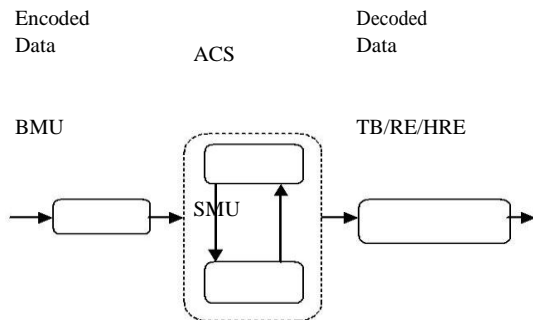 Encoded
Data
ACS
Decoded
Data
BMU
TB/RE/HRE
SMU